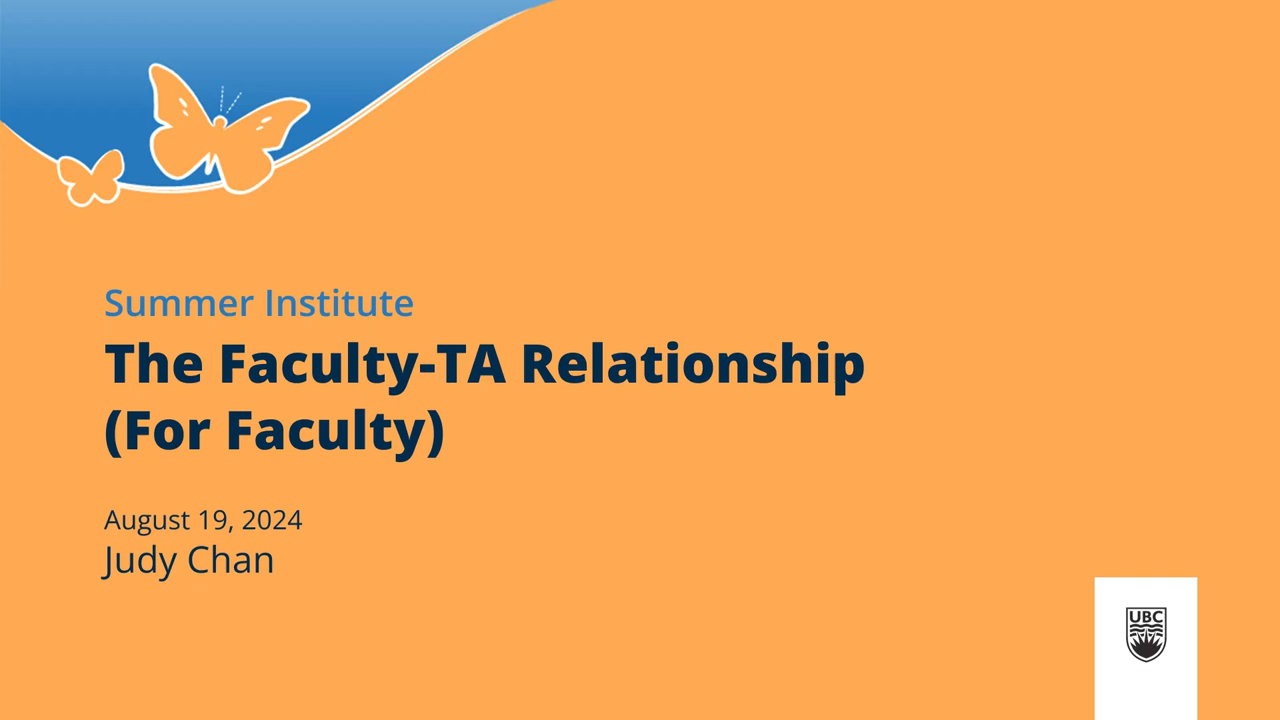 Summer Institute
The Faculty-TA Relationship
(For Faculty)
August 19, 2024
Judy Chan
UBC